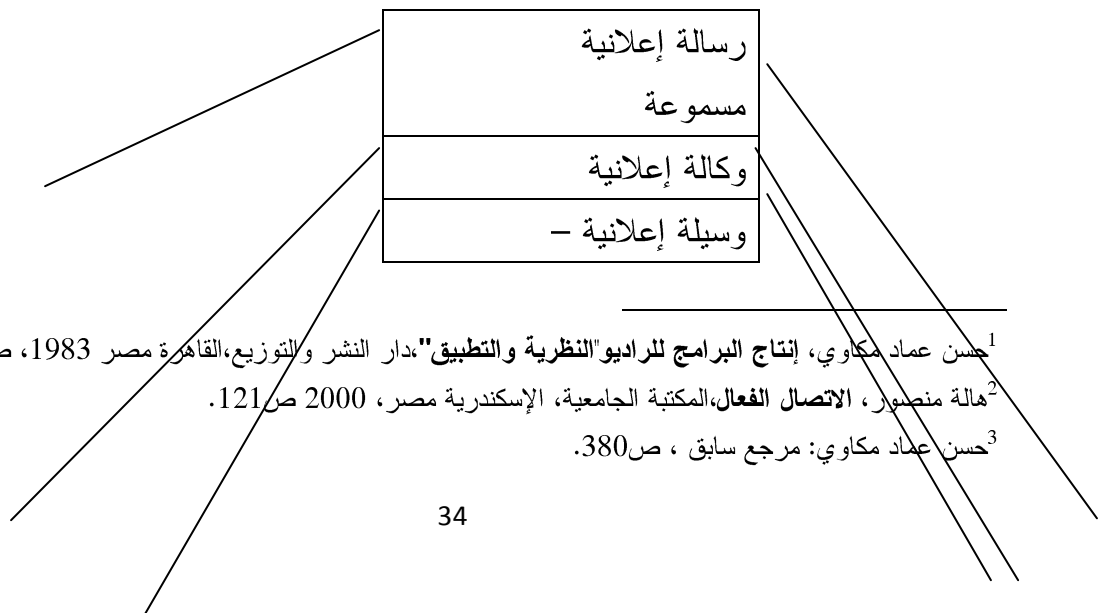 رسالة إعلانية
مسموعة
وكالة إعلانية
وسيلة إعلانية –
1حسن عماد مكاوي، إنتاج البرامج للراديو"النظرية والتطبيق"،دار النشر والتوزيع،القاهرة مصر 1983،
2هالة منصور، الاتصال الفعال،المكتبة الجامعية، الإسكندرية مصر، 2000 ص121.
3حسن عماد مكاوي: مرجع سابق ، ص380.
34